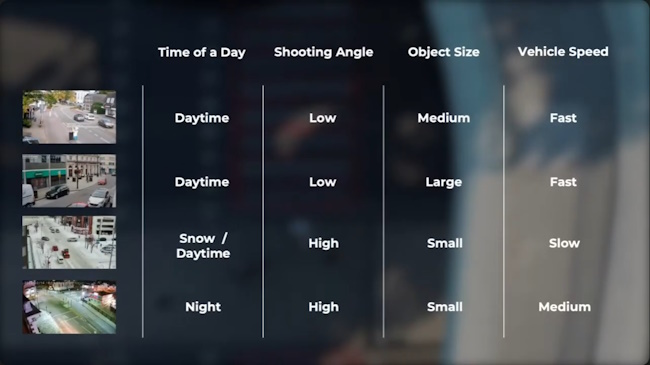 Time of a Day Shooting Angle Object Size Vehicle Speed
Daytime Low Medium Fast
Daytime Low Large Fast
Snow /
Daytime High Small Slow
Night High Small Medium